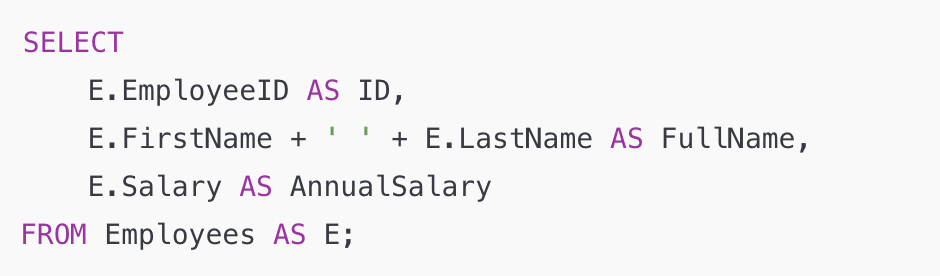 SELECT
    E.EmployeeID AS ID,
    E.FirstName + ' ' + E.LastName AS FullName,
    E.Salary AS AnnualSalary
FROM Employees AS E;